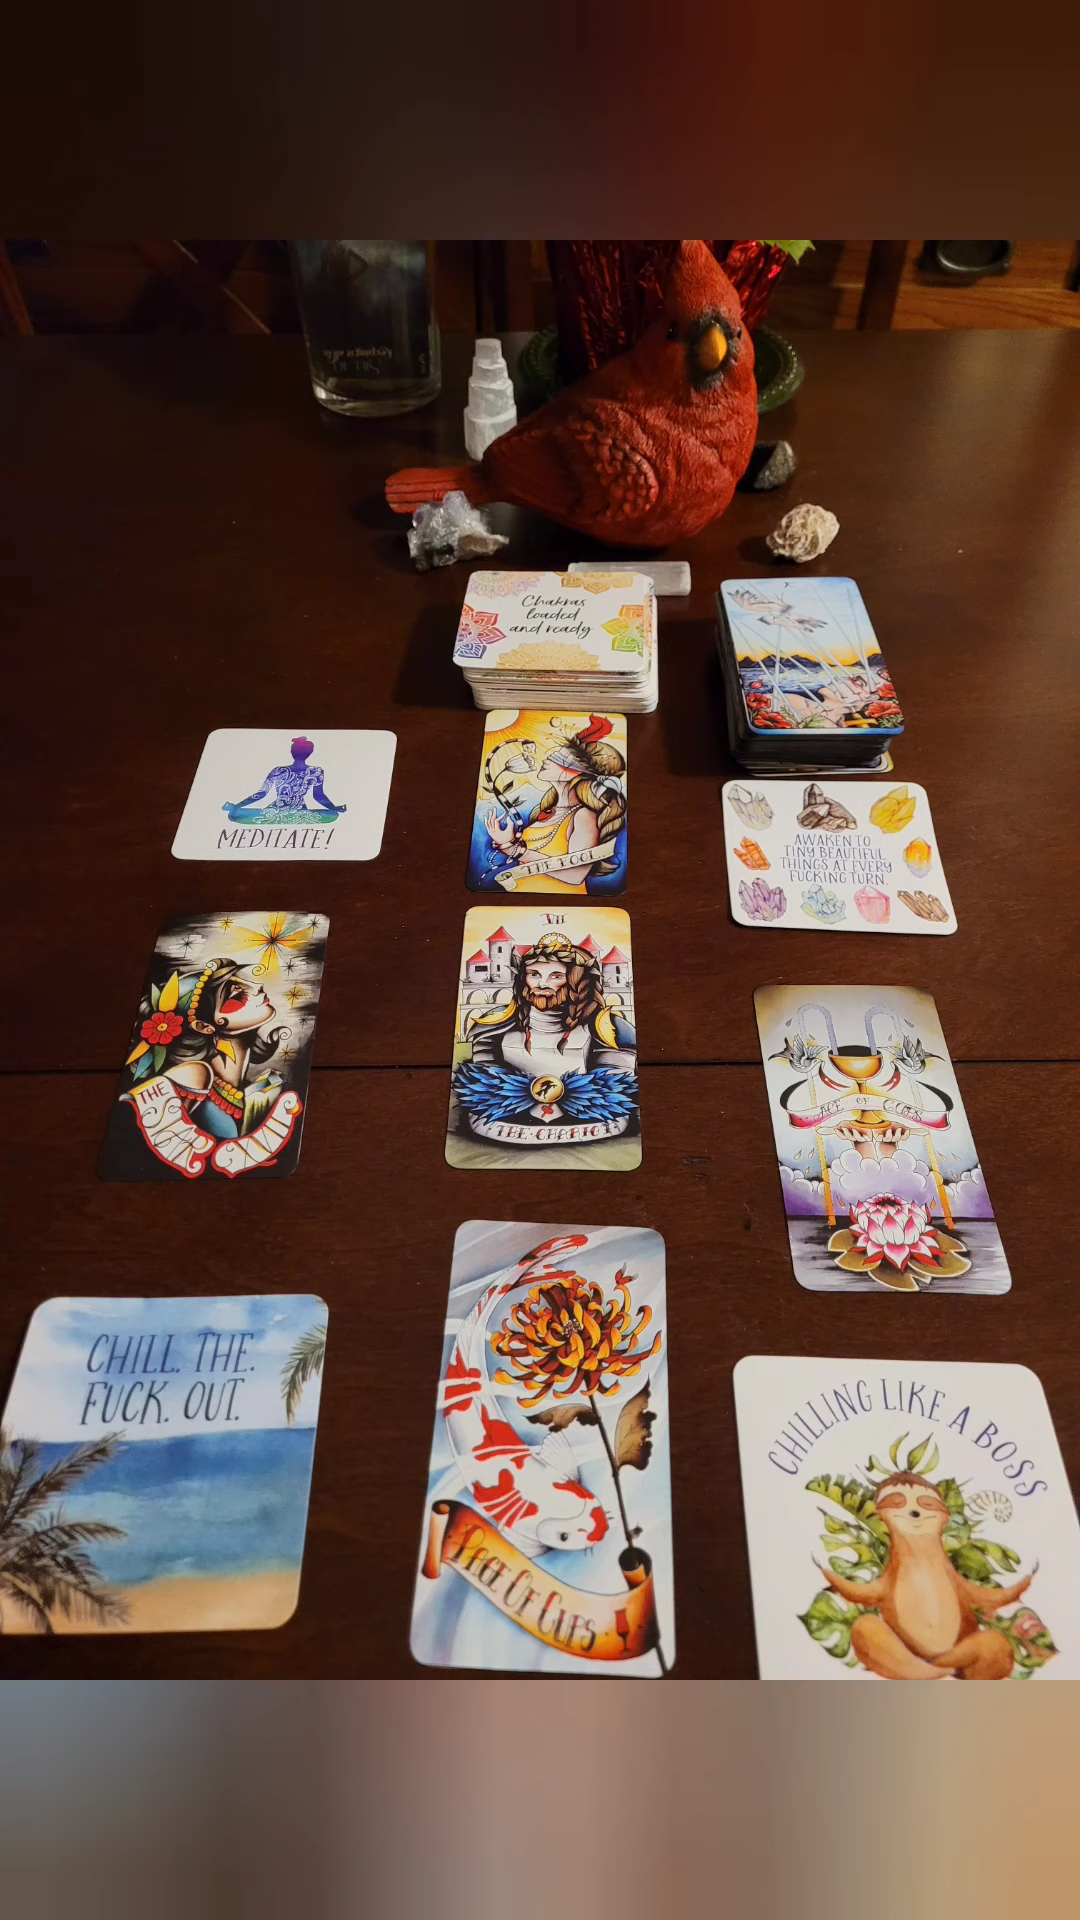 Chakras
loaded
and ready
MEDITATE!
THE FOOL
AWAKEN TO
TINY BEAUTIFUL
THINGS AT EVERY
FUCKING TURN.
THE
STAR XVII
VII
THE CHARIOT
ACE OF CUPS
CHILL. THE.
FUCK. OUT.
PAGE OF CUPS
CHILLING LIKE A BOSS